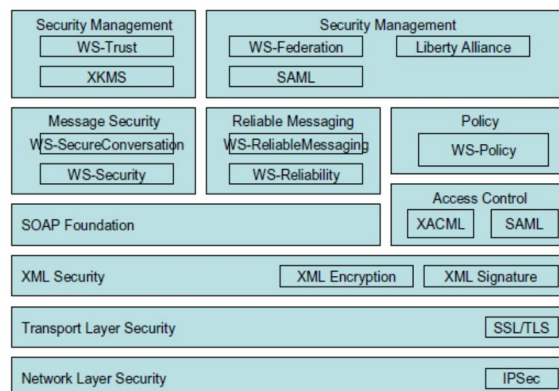 Security Management
WS-Trust
XKMS
Security Management
WS-Federation
Liberty Alliance
SAML
Message Security
WS-SecureConversation
WS-Security
Reliable Messaging
WS-ReliableMessaging
WS-Reliability
Policy
WS-Policy
SOAP Foundation
Access Control
XACML
SAML
XML Security
XML Encryption
XML Signature
Transport Layer Security
SSL/TLS
Network Layer Security
IPSec